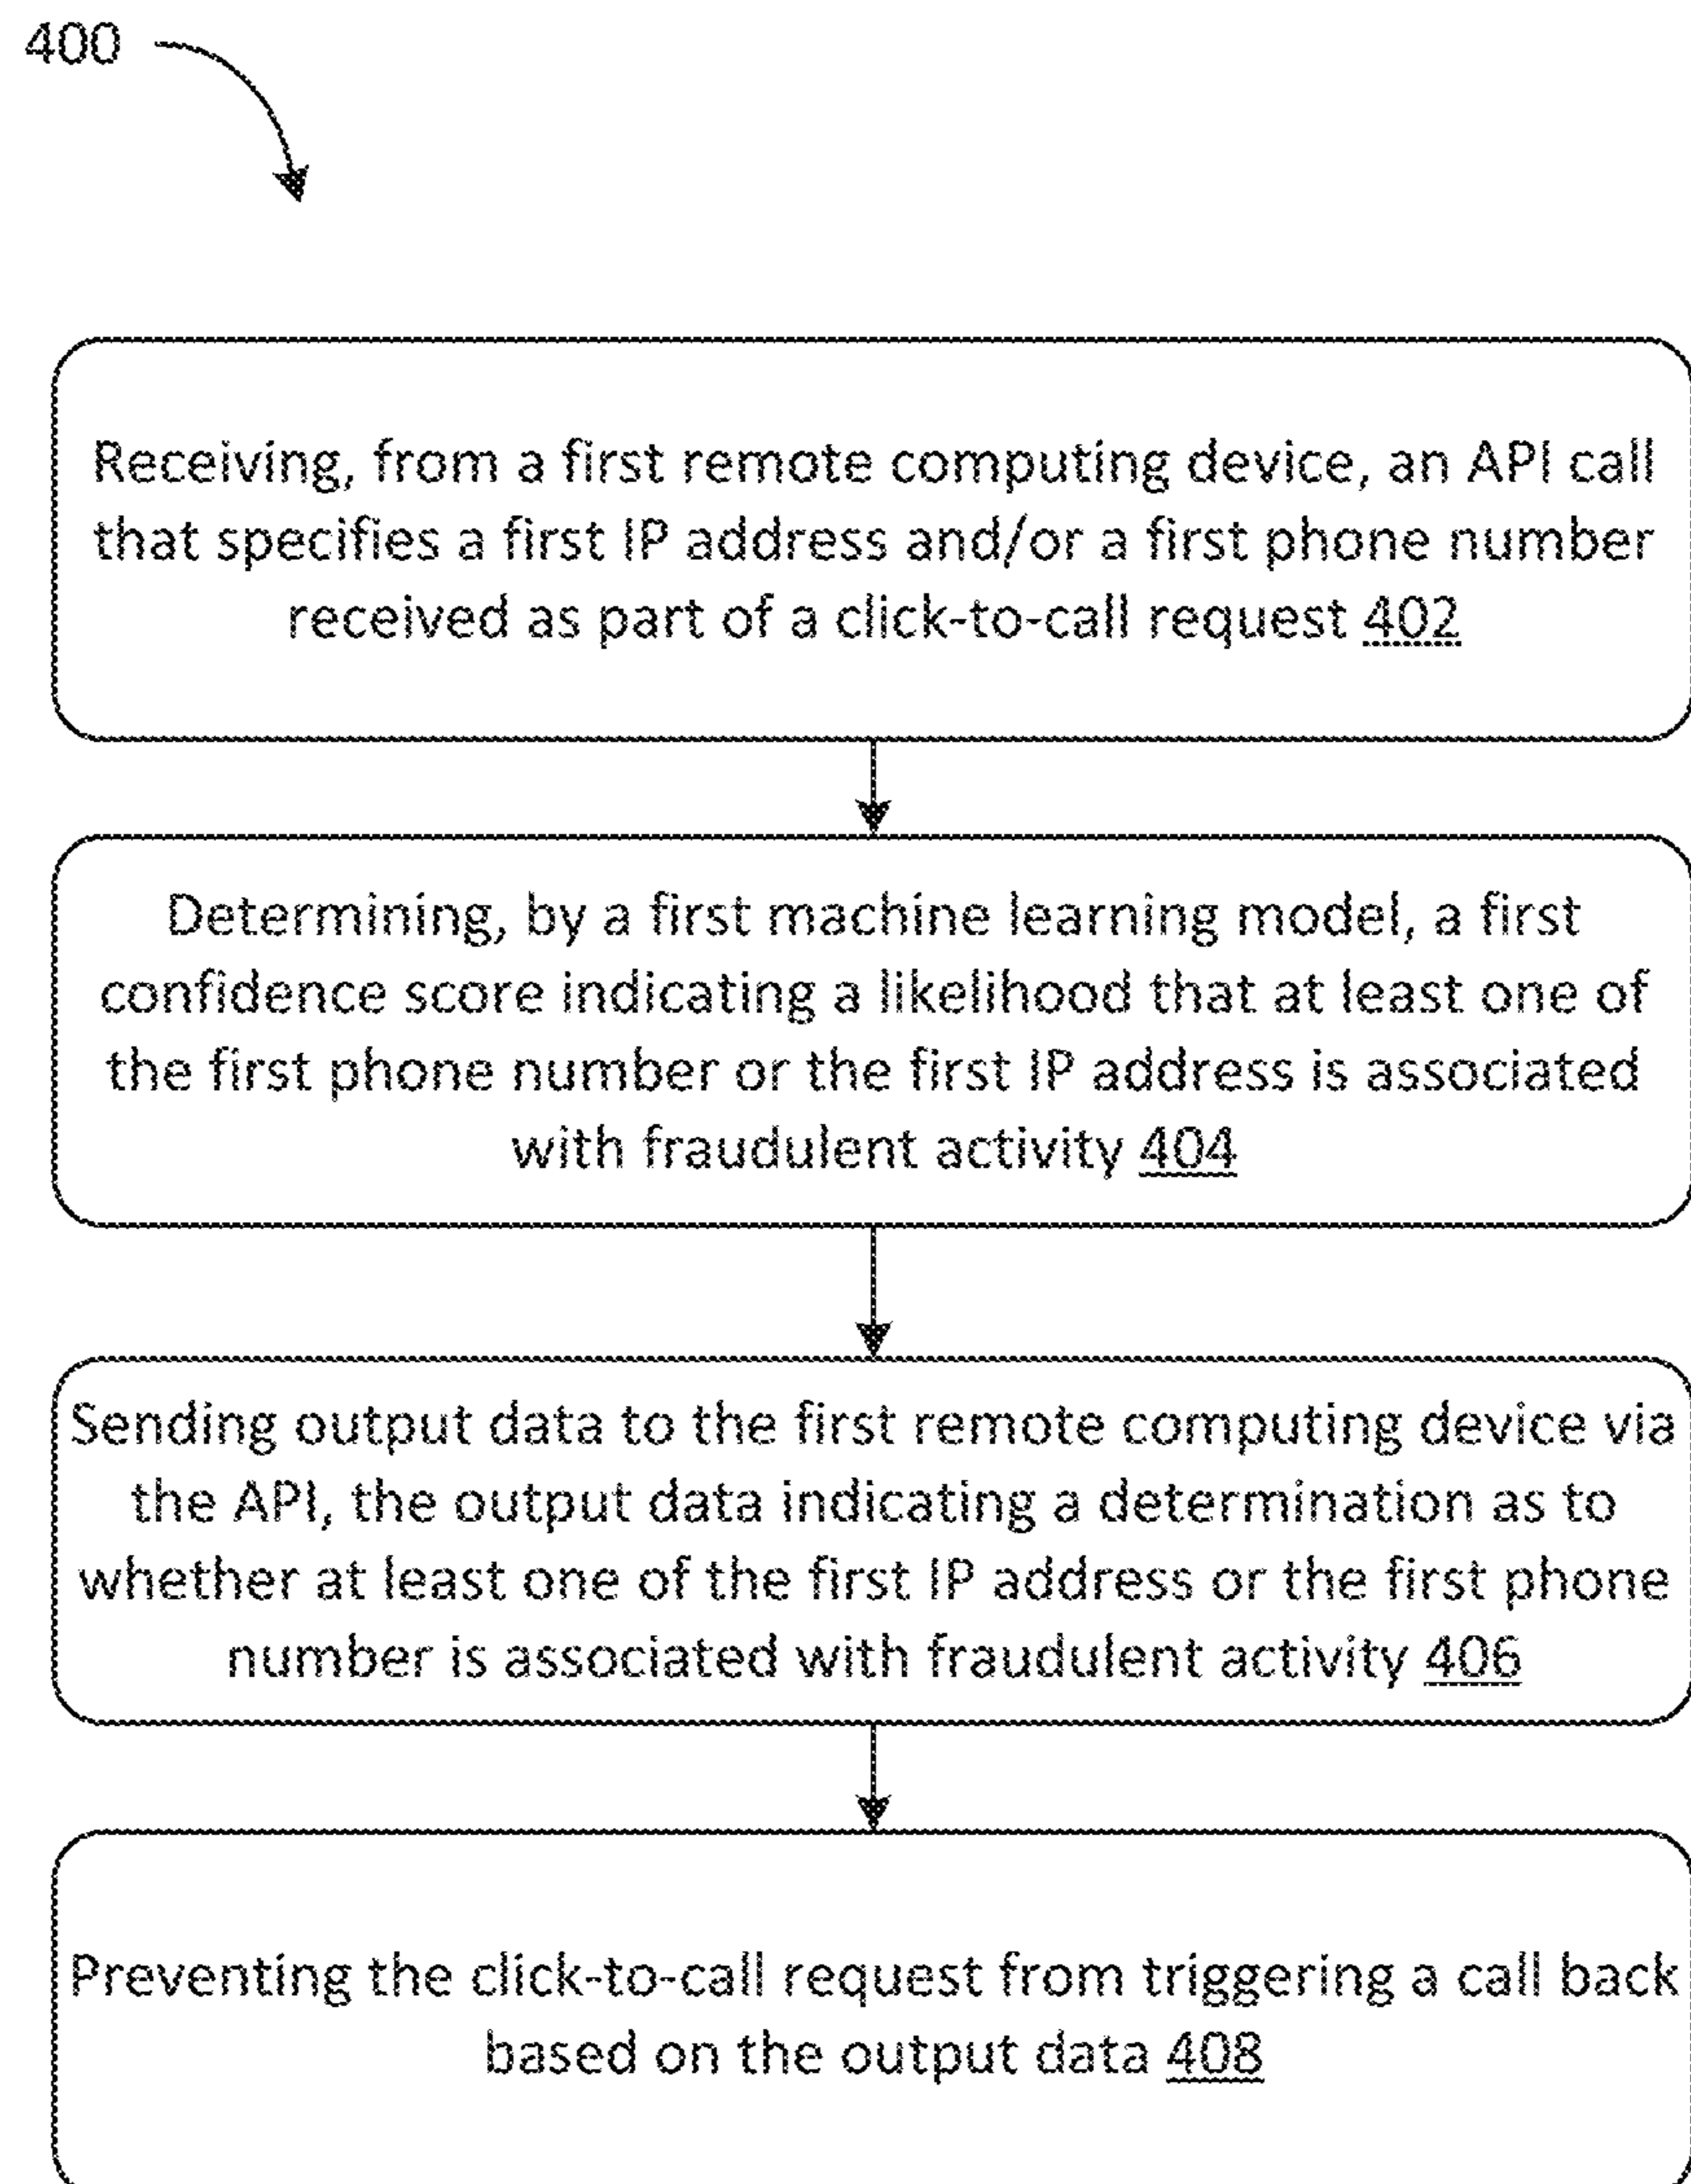 400
Receiving, from a first remote computing device, an API call
that specifies a first IP address and/or a first phone number
received as part of a click-to-call request 402
Determining, by a first machine learning model, a first
confidence score indicating a likelihood that at least one of
the first phone number or the first IP address is associated
with fraudulent activity 404
Sending output data to the first remote computing device via
the API, the output data indicating a determination as to
whether at least one of the first IP address or the first phone
number is associated with fraudulent activity 406
Preventing the click-to-call request from triggering a call back
based on the output data 408